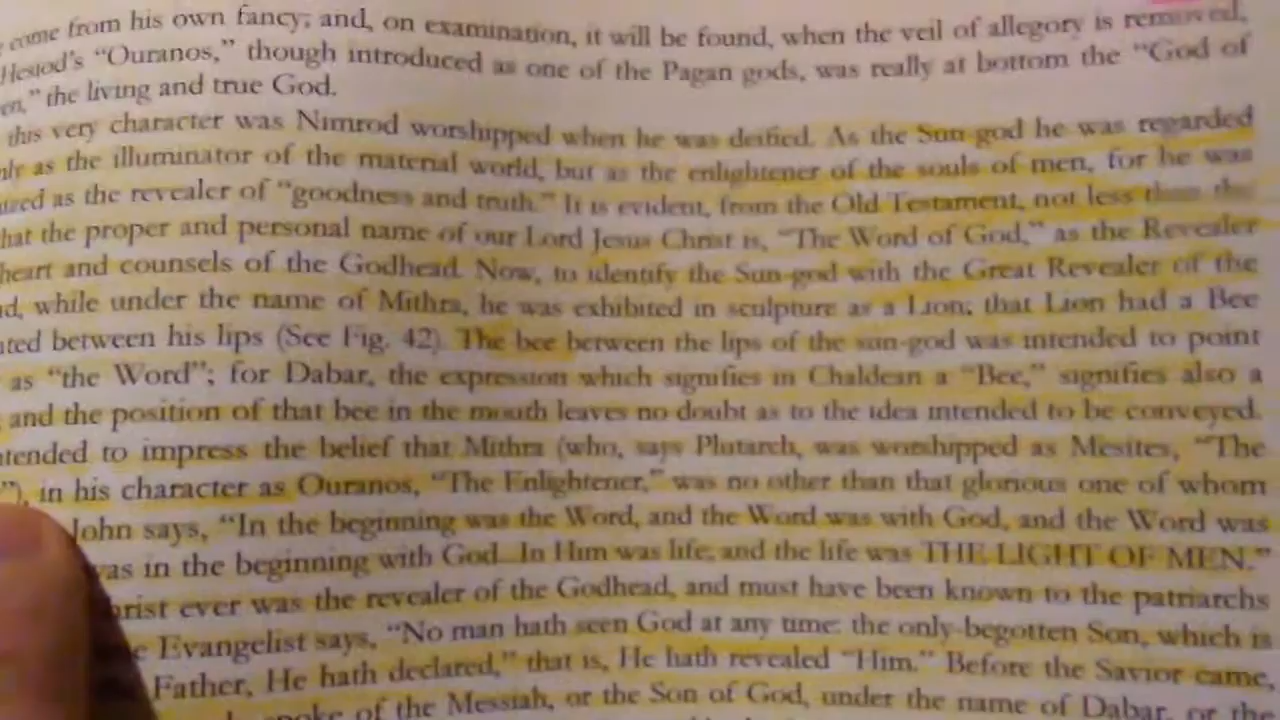 come from his own fancy; and, on examination, it will be found, when the veil of allegory is removed,
Hesiod's "Ouranos," though introduced as one of the Pagan gods, was really at bottom the "God of
en," the living and true God.
this very character was Nimrod worshipped when he was deified. As the Sun-god he was regarded
as the illuminator of the material world, but as the enlightener of the souls of men, for he was
as the revealer of "goodness and truth." It is evident, from the Old Testament, not less than the
hat the proper and personal name of our Lord Jesus Christ is, "The Word of God," as the Revealer
heart and counsels of the Godhead. Now, to identify the Sun-god with the Great Revealer of the
d, while under the name of Mithra, he was exhibited in sculpture as a Lion; that Lion had a Bee
ted between his lips (See Fig. 42). The bee between the lips of the sun-god was intended to point
as "the Word"; for Dabar, the expression which signifies in Chaldean a "Bee," signifies also a
and the position of that bee in the mouth leaves no doubt as to the idea intended to be conveyed.
tended to impress the belief that Mithra (who, says Plutarch, was worshipped as Mesites, "The
"), in his character as Ouranos, "The Enlightener," was no other than that glorious one of whom
John says, "In the beginning was the Word, and the Word was with God, and the Word was
was in the beginning with God...In Him was life; and the life was THE LIGHT OF MEN."
rist ever was the revealer of the Godhead, and must have been known to the patriarchs
e Evangelist says, "No man hath seen God at any time: the only-begotten Son, which is
Father, He hath declared," that is, He hath revealed "Him." Before the Savior came,
spoke of the Messiah, or the Son of God, under the name of Dabar, or the